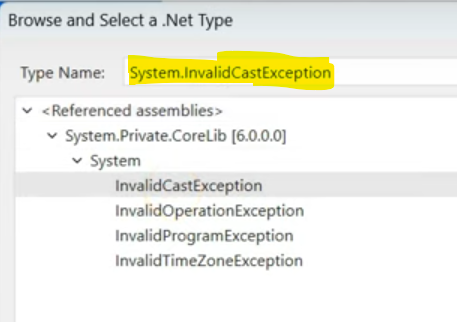 Browse and Select a .Net Type
Type Name: System.InvalidCastException
<Referenced assemblies>
System.Private.CoreLib [6.0.0.0]
System
InvalidCastException
InvalidOperationException
InvalidProgramException
InvalidTimeZoneException